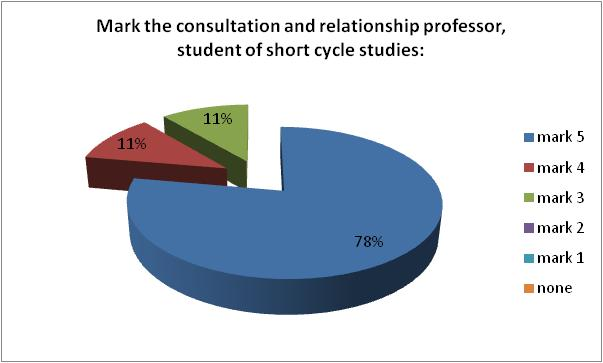 Mark the consultation and relationship professor,
student of short cycle studies:
11%
11%
78%
mark 5
mark 4
mark 3
mark 2
mark 1
none